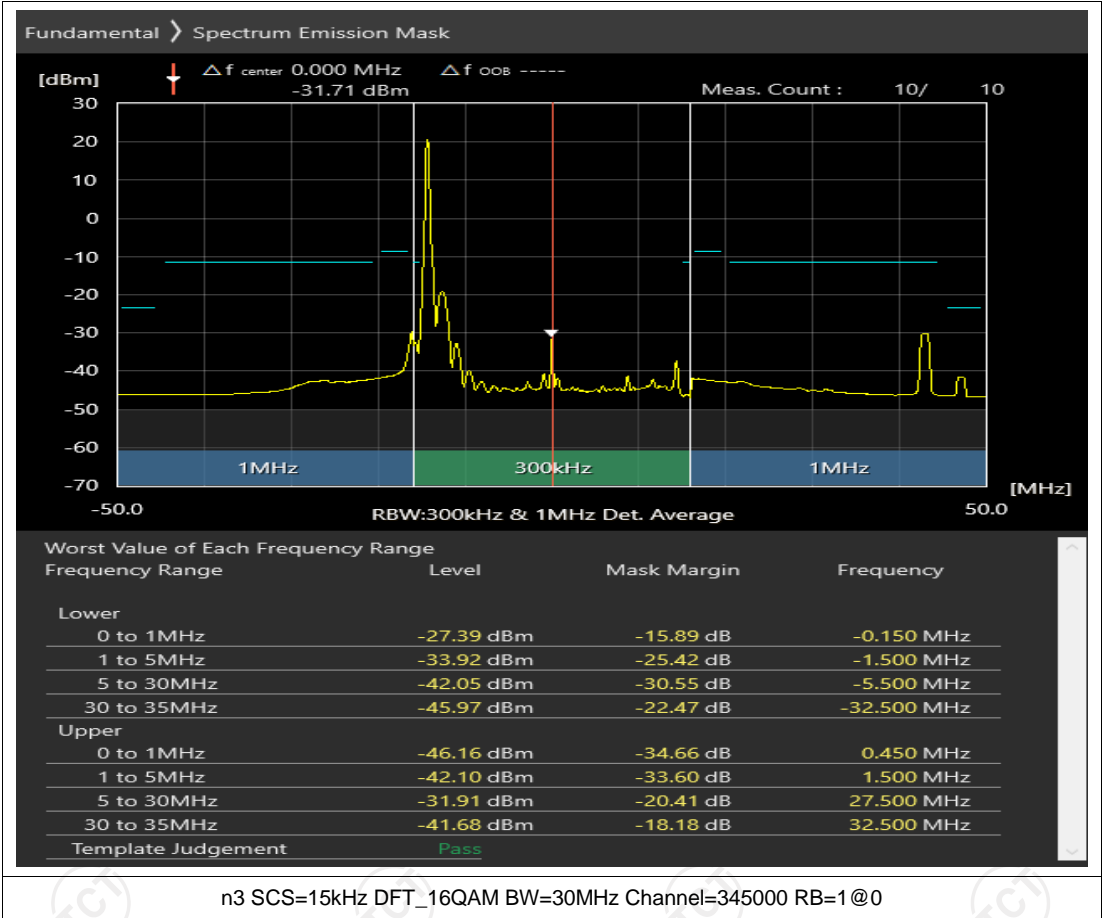 Fundamental ❯ Spectrum Emission Mask
[dBm] △f center 0.000 MHz △f OOB -----
-31.71 dBm Meas. Count : 10/ 10
30
20
10
0
-10
-20
-30
-40
-50
-60
1MHz 300kHz 1MHz
-70
[MHz]
-50.0 RBW:300kHz & 1MHz Det. Average 50.0
Worst Value of Each Frequency Range
Frequency Range Level Mask Margin Frequency
Lower
0 to 1MHz -27.39 dBm -15.89 dB -0.150 MHz
1 to 5MHz -33.92 dBm -25.42 dB -1.500 MHz
5 to 30MHz -42.05 dBm -30.55 dB -5.500 MHz
30 to 35MHz -45.97 dBm -22.47 dB -32.500 MHz
Upper
0 to 1MHz -46.16 dBm -34.66 dB 0.450 MHz
1 to 5MHz -42.10 dBm -33.60 dB 1.500 MHz
5 to 30MHz -31.91 dBm -20.41 dB 27.500 MHz
30 to 35MHz -41.68 dBm -18.18 dB 32.500 MHz
Template Judgement Pass
n3 SCS=15kHz DFT_16QAM BW=30MHz Channel=345000 RB=1@0
TCT TCT TCT TCT